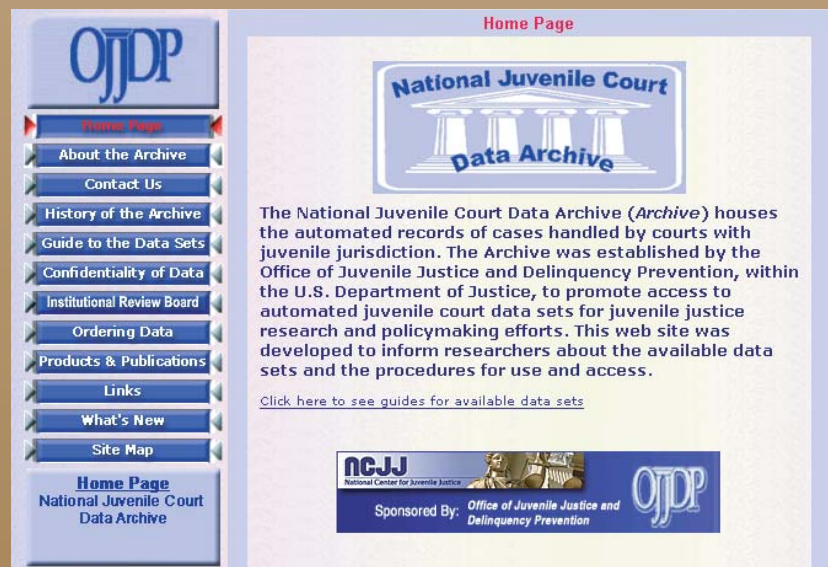 OJJDP
Home Page
About the Archive
Contact Us
History of the Archive
Guide to the Data Sets
Confidentiality of Data
Institutional Review Board
Ordering Data
Products & Publications
Links
What's New
Site Map
Home Page
National Juvenile Court
Data Archive
Home Page
National Juvenile Court
Data Archive
The National Juvenile Court Data Archive (Archive) houses
the automated records of cases handled by courts with
juvenile jurisdiction. The Archive was established by the
Office of Juvenile Justice and Delinquency Prevention, within
the U.S. Department of Justice, to promote access to
automated juvenile court data sets for juvenile justice
research and policymaking efforts. This web site was
developed to inform researchers about the available data
sets and the procedures for use and access.
Click here to see guides for available data sets
NCJJ
National Center for Juvenile Justice
Sponsored By: Office of Juvenile Justice and
Delinquency Prevention
OJJDP